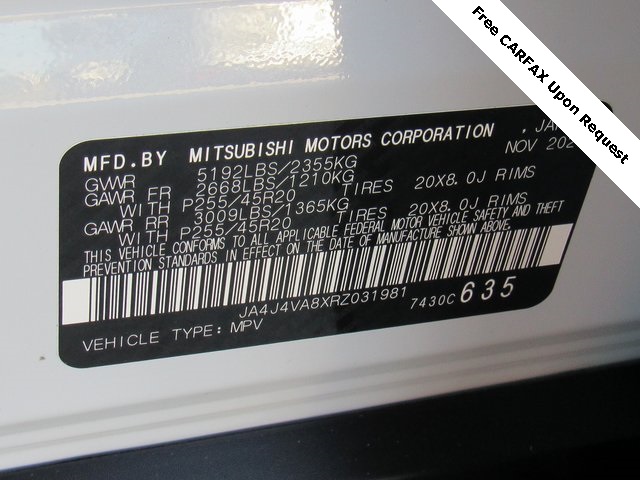 Free CARFAX Upon Request
MFD.BY MITSUBISHI MOTORS CORPORATION
GVWR 5192LBS/2355KG NOV
GAWR FR 2668LBS/1210KG
WITH P255/45R20 TIRES 20X8.0J RIMS
GAWR RR 3009LBS/1365KG
WITH P255/45R20 TIRES 20X8.0J RIMS
THIS VEHICLE CONFORMS TO ALL APPLICABLE FEDERAL MOTOR VEHICLE SAFETY AND THEFT
PREVENTION STANDARDS IN EFFECT ON THE DATE OF MANUFACTURE SHOWN ABOVE.
JA4J4VA8XRZ031981
VEHICLE TYPE: MPV 7430C 635